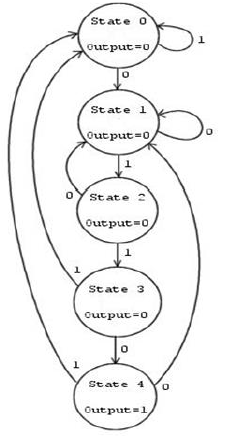 State 0
Output=0
1
0
State 1
Output=0
0
1
State 2
Output=0
0
1
State 3
Output=0
1
0
State 4
Output=1
1
0